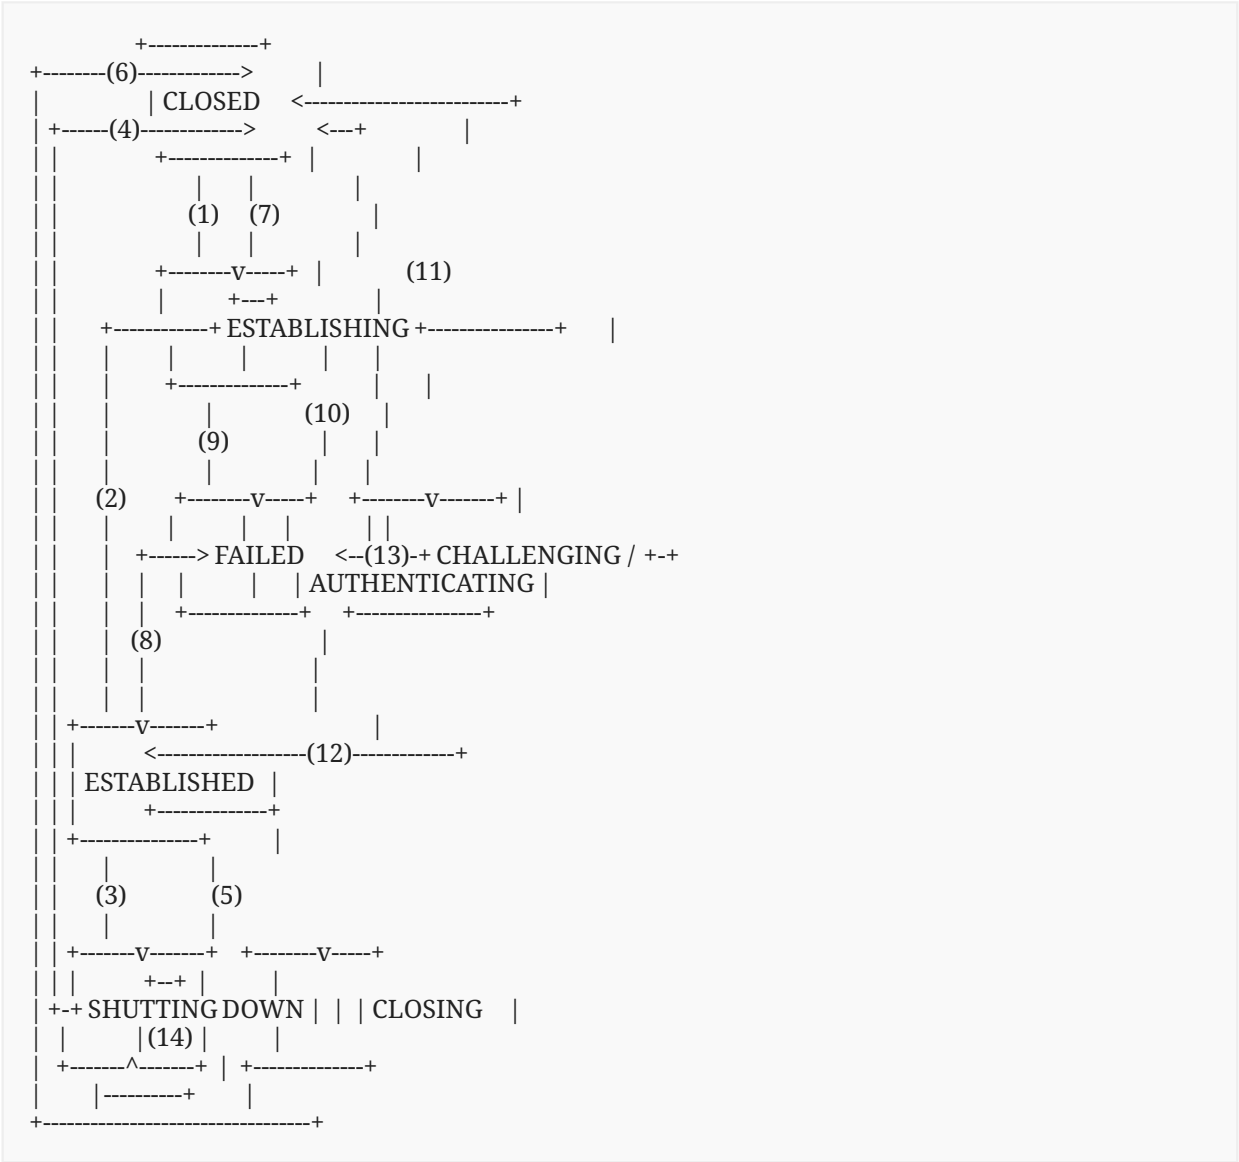 +--------------+
+--------(6)------------->          |
|              | CLOSED     <--------------------------+
| +------(4)------------->          <---+             |
| |              +--------------+   |              |
| |                   |       |              |
| |                  (1)     (7)             |
| |                   |       |              |
| |              +--------v-----+   |            (11)
| |              |         +---+              |
| |      +------------+ ESTABLISHING +----------------+      |
| |      |       |         |          |      |
| |      |       +--------------+          |      |
| |      |            |             (10)     |
| |      |           (9)             |      |
| |      |            |             |      |
| |     (2)       +--------v-----+     +--------v-------+ |
| |      |       |         |     |          | |
| |      |    +------> FAILED     <--(13)-+ CHALLENGING / +-+
| |      |    |    |         |     | AUTHENTICATING |
| |      |    |    +--------------+     +----------------+
| |      |   (8)                     |
| |      |    |                      |
| |      |    |                      |
| | +-------v-------+                     |
| | |         <-------------------(12)-------------+
| | | ESTABLISHED   |
| | |         +--------------+
| | +---------------+         |
| |      |             |
| |     (3)           (5)
| |      |             |
| | +-------v-------+    +--------v-----+
| | |         +--+  |         |
| +-+ SHUTTING DOWN |  |  | CLOSING     |
|  |         | (14) |         |
|  +-------^-------+  |  +--------------+
|       |----------+       |
+----------------------------------+